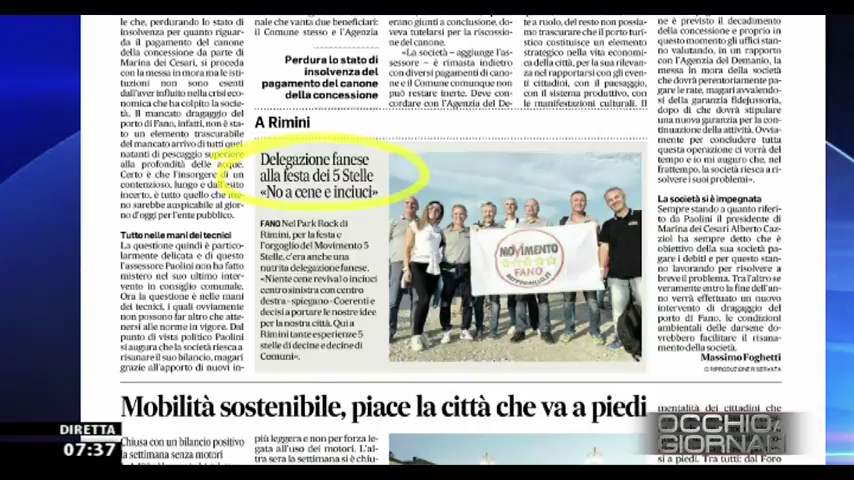 le che, perdurando lo stato di
insolvenza per quanto riguar-
da il pagamento del canone
della concessione da parte di
Marina dei Cesari, si proceda
con la messa in mora ma le isti-
tuzioni non sono esenti
dall'aver influito nella crisi eco-
nomica che ha colpito la socie-
tà. Il mancato dragaggio del
porto di Fano, infatti, non è sta-
to un elemento trascurabile
del mancato arrivo di tutti quei
natanti di pescaggio superiore
alla profondità delle acque.
Certo è che l'insorgere di un
contenzioso, lungo e dall'esito
incerto, è tutto quello che me-
no sarebbe auspicabile al gior-
no d'oggi per l'ente pubblico.
Tutto nelle mani dei tecnici
La questione quindi è partico-
larmente delicata e di questo
l'assessore Paolini non ha fatto
mistero nel suo ultimo inter-
vento in consiglio comunale.
Ora la questione è nelle mani
dei tecnici, i quali ovviamente
non possono far altro che atte-
nersi alle norme in vigore. Dal
punto di vista politico Paolini
si augura che la società riesca a
risanare il suo bilancio, magari
grazie all'apporto di nuovi in-
nale che vanta due beneficiari:
il Comune stesso e l'Agenzia
Perdura lo stato di
insolvenza del
pagamento del canone
della concessione
erano giunti a conclusione, do-
veva tutelarsi per la riscossio-
ne del canone.
«La società – aggiunge l'as-
sessore – è rimasta indietro
con diversi pagamenti di cano-
ne e il Comune comunque non
può restare inerte. Deve con-
cordare con l'Agenzia del De-
te a ruolo, del resto non possia-
mo trascurare che il porto turi-
stico costituisce un elemento
strategico nella vita economi-
ca della città, per la sua rilevan-
za nel rapportarsi con gli even-
ti cittadini, con il paesaggio,
con il sistema produttivo, con
le manifestazioni culturali. Il
è previsto il decadimento
della concessione e proprio in
questo momento gli uffici stan-
no valutando, in un rapporto
con l'Agenzia del Demanio, la
messa in mora della società
che dovrà perentoriamente pa-
gare le rate, magari avvalendo-
si della garanzia fidejussoria,
dopo di che dovrà stipulare
una nuova garanzia per la con-
tinuazione della attività. Ovvia-
mente per concludere tutta
questa operazione ci vorrà del
tempo e io mi auguro che, nel
frattempo, la società riesca a ri-
solvere i suoi problemi».
La società si è impegnata
Sempre stando a quanto riferito
da Paolini il presidente di
Marina dei Cesari Alberto Caz-
ziol ha sempre detto che è
obiettivo della sua società pa-
gare i debiti e per questo stan-
no lavorando per risolvere a
breve il problema. Tra l'altro se
veramente entro la fine dell'an-
no verrà effettuato un nuovo
intervento di dragaggio del
porto di Fano, le condizioni
ambientali delle darsene do-
vrebbero facilitare il risana-
mento della società.
Massimo Foghetti
© RIPRODUZIONE RISERVATA
A Rimini
Delegazione fanese
alla festa dei 5 Stelle
«No a cene e inciuci»
FANO Nel Park Rock di
Rimini, per la festa e
l'orgoglio del Movimento 5
Stelle, c'era anche una
nutrita delegazione fanese.
«Niente cene revival o inciuci
centro sinistra con centro
destra - spiegano - Coerenti e
decisi a portare le nostre idee
per la nostra città. Qui a
Rimini tante esperienze 5
stelle di decine e decine di
Comuni».
MOVIMENTO
FANO
Mobilità sostenibile, piace la città che va a piedi
Chiusa con un bilancio positivo
la settimana senza motori
più leggera e non per forza le-
gata all'uso dei motori. L'al-
tra sera la settimana si è chiu-
mentalità dei cittadini che
si a piedi. Tra tutti: dal Foro
DIRETTA
07:37
OCCHIO AI
GIORNALI